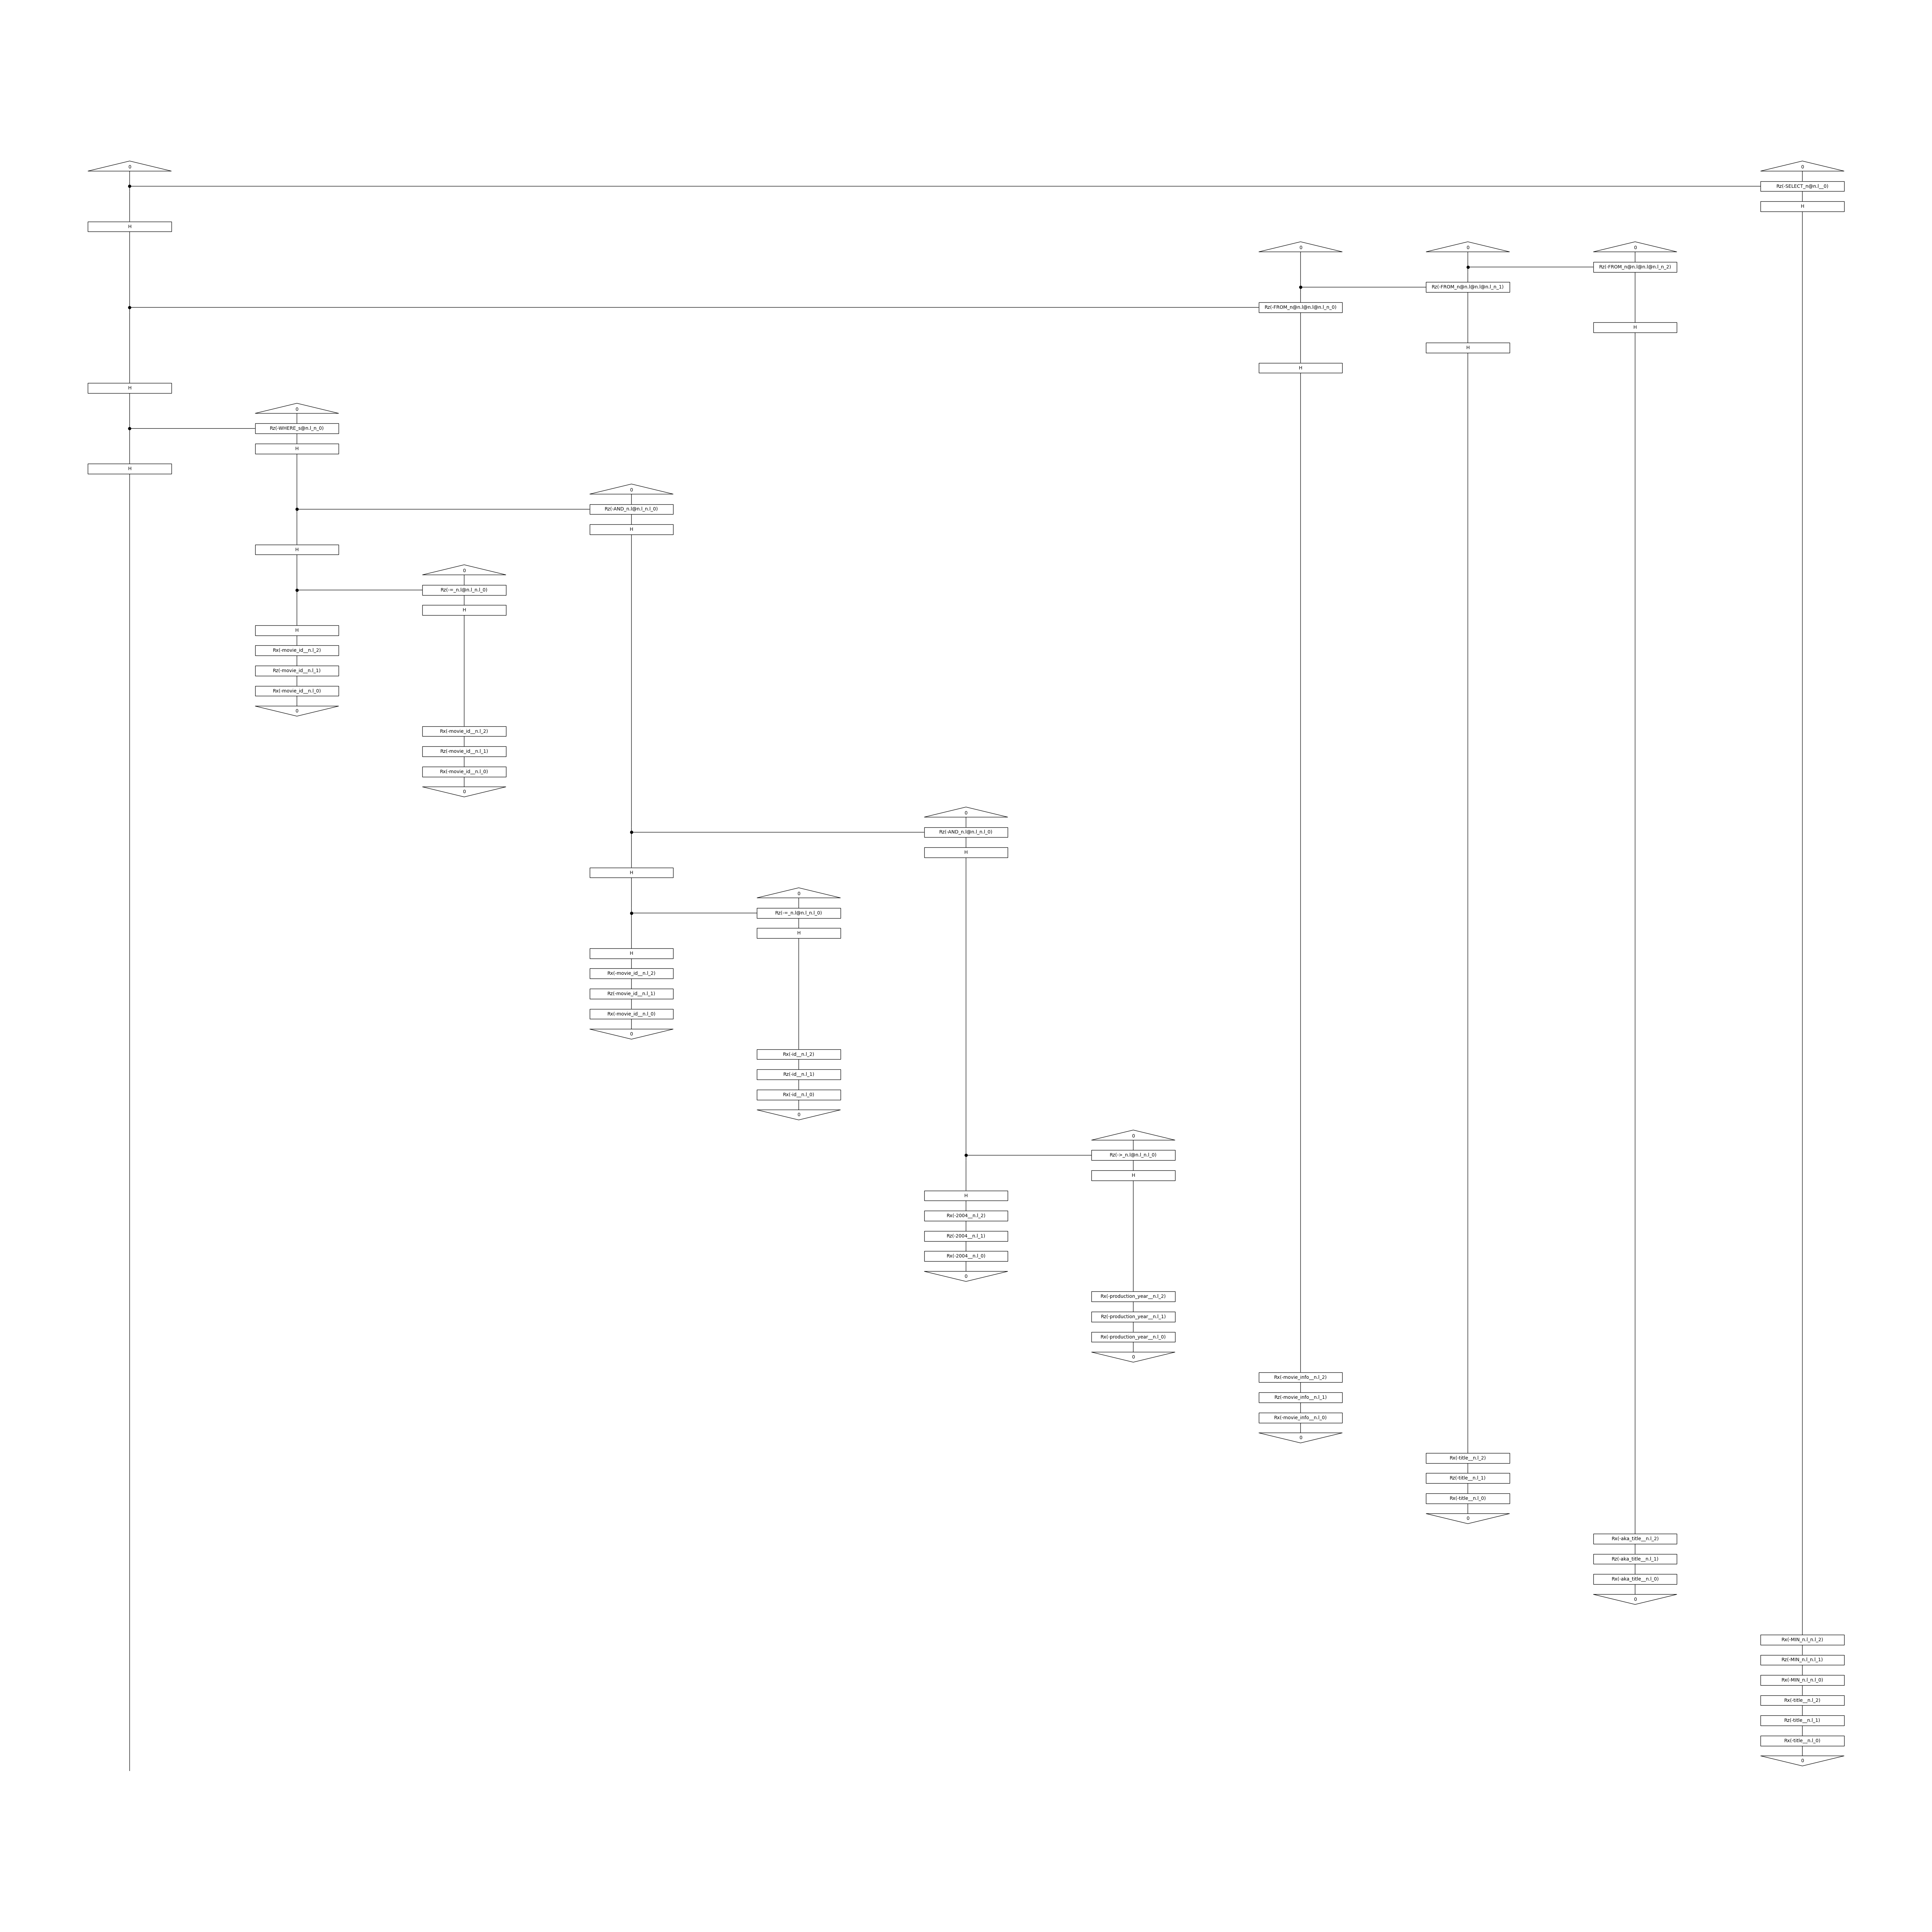 0 0
Rz(-SELECT_n@n.l__0)
H
H
0 0 0
Rz(-FROM_n@n.l@n.l@n.l_n_2)
Rz(-FROM_n@n.l@n.l@n.l_n_1)
Rz(-FROM_n@n.l@n.l@n.l_n_0)
H
H
H
H
0
Rz(-WHERE_s@n.l_n_0)
H
H
0
Rz(-AND_n.l@n.l_n.l_0)
H
H
0
Rz(-=_n.l@n.l_n.l_0)
H
H
Rx(-movie_id__n.l_2)
Rz(-movie_id__n.l_1)
Rx(-movie_id__n.l_0)
0
Rx(-movie_id__n.l_2)
Rz(-movie_id__n.l_1)
Rx(-movie_id__n.l_0)
0
0
Rz(-AND_n.l@n.l_n.l_0)
H
H
0
Rz(-=_n.l@n.l_n.l_0)
H
H
Rx(-movie_id__n.l_2)
Rz(-movie_id__n.l_1)
Rx(-movie_id__n.l_0)
0
Rx(-id__n.l_2)
Rz(-id__n.l_1)
Rx(-id__n.l_0)
0
0
Rz(->_n.l@n.l_n.l_0)
H
H
Rx(-2004__n.l_2)
Rz(-2004__n.l_1)
Rx(-2004__n.l_0)
0
Rx(-production_year__n.l_2)
Rz(-production_year__n.l_1)
Rx(-production_year__n.l_0)
0
Rx(-movie_info__n.l_2)
Rz(-movie_info__n.l_1)
Rx(-movie_info__n.l_0)
0
Rx(-title__n.l_2)
Rz(-title__n.l_1)
Rx(-title__n.l_0)
0
Rx(-aka_title__n.l_2)
Rz(-aka_title__n.l_1)
Rx(-aka_title__n.l_0)
0
Rx(-MIN_n.l_n.l_2)
Rz(-MIN_n.l_n.l_1)
Rx(-MIN_n.l_n.l_0)
Rx(-title__n.l_2)
Rz(-title__n.l_1)
Rx(-title__n.l_0)
0